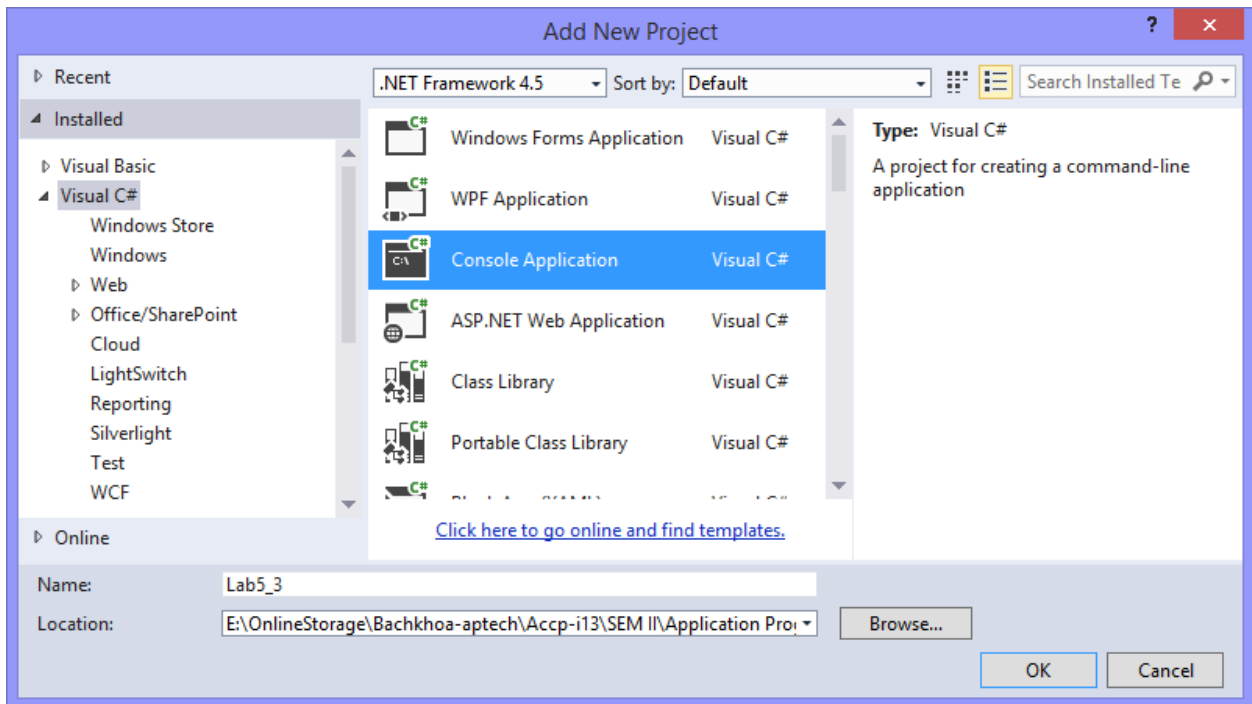 Add New Project
?
Recent
.NET Framework 4.5
Sort by:
Default
Search Installed Te
Installed
Visual Basic
Visual C#
Windows Store
Windows
Web
Office/SharePoint
Cloud
LightSwitch
Reporting
Silverlight
Test
WCF
Online
C# Windows Forms Application Visual C#
C# WPF Application Visual C#
C# C:\ Console Application Visual C#
C# ASP.NET Web Application Visual C#
C# Class Library Visual C#
C# Portable Class Library Visual C#
C#
Click here to go online and find templates.
Type: Visual C#
A project for creating a command-line
application
Name:
Lab5_3
Location:
E:\OnlineStorage\Bachkhoa-aptech\Accp-i13\SEM II\Application
Browse...
OK
Cancel